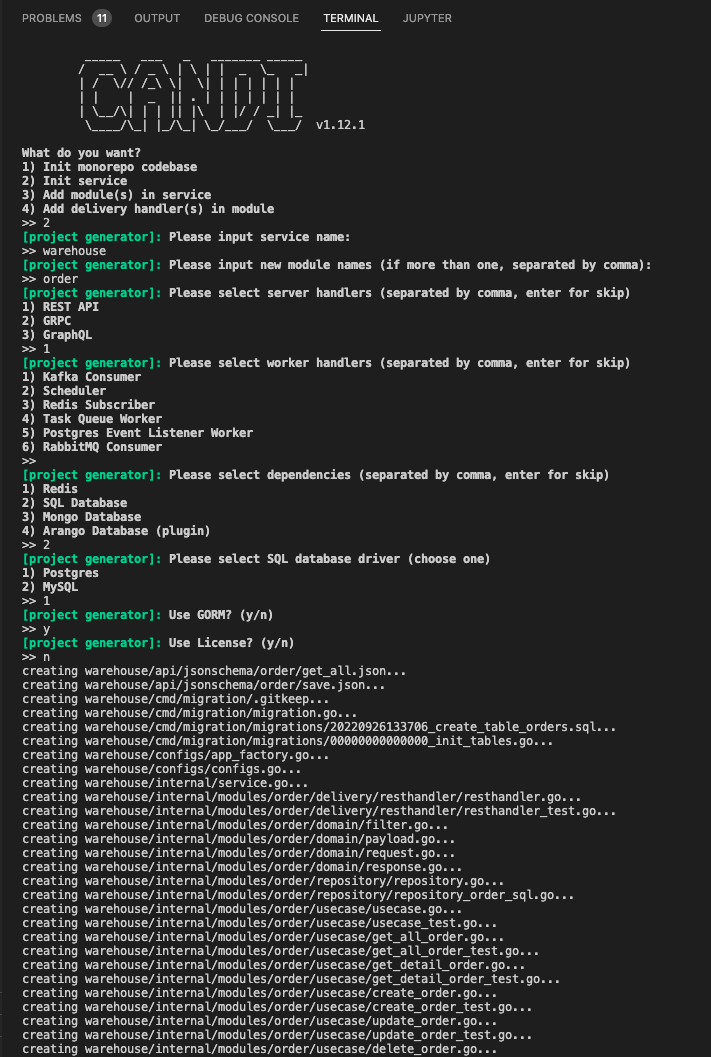 PROBLEMS 11 OUTPUT DEBUG CONSOLE TERMINAL JUPYTER
CANDI
v1.12.1
What do you want?
1) Init monorepo codebase
2) Init service
3) Add module(s) in service
4) Add delivery handler(s) in module
>> 2
[project generator]: Please input service name:
>> warehouse
[project generator]: Please input new module names (if more than one, separated by comma):
>> order
[project generator]: Please select server handlers (separated by comma, enter for skip)
1) REST API
2) GRPC
3) GraphQL
>> 1
[project generator]: Please select worker handlers (separated by comma, enter for skip)
1) Kafka Consumer
2) Scheduler
3) Redis Subscriber
4) Task Queue Worker
5) Postgres Event Listener Worker
6) RabbitMQ Consumer
>>
[project generator]: Please select dependencies (separated by comma, enter for skip)
1) Redis
2) SQL Database
3) Mongo Database
4) Arango Database (plugin)
>> 2
[project generator]: Please select SQL database driver (choose one)
1) Postgres
2) MySQL
>> 1
[project generator]: Use GORM? (y/n)
>> y
[project generator]: Use License? (y/n)
>> n
creating warehouse/api/jsonschema/order/get_all.json...
creating warehouse/api/jsonschema/order/save.json...
creating warehouse/cmd/migration/.gitkeep...
creating warehouse/cmd/migration/migration.go...
creating warehouse/cmd/migration/migrations/20220926133706_create_table_orders.sql...
creating warehouse/cmd/migration/migrations/00000000000000_init_tables.go...
creating warehouse/configs/app_factory.go...
creating warehouse/configs/configs.go...
creating warehouse/internal/service.go...
creating warehouse/internal/modules/order/delivery/resthandler/resthandler.go...
creating warehouse/internal/modules/order/delivery/resthandler/resthandler_test.go...
creating warehouse/internal/modules/order/domain/filter.go...
creating warehouse/internal/modules/order/domain/payload.go...
creating warehouse/internal/modules/order/domain/request.go...
creating warehouse/internal/modules/order/domain/response.go...
creating warehouse/internal/modules/order/repository/repository.go...
creating warehouse/internal/modules/order/repository/repository_order_sql.go...
creating warehouse/internal/modules/order/usecase/usecase.go...
creating warehouse/internal/modules/order/usecase/usecase_test.go...
creating warehouse/internal/modules/order/usecase/get_all_order.go...
creating warehouse/internal/modules/order/usecase/get_all_order_test.go...
creating warehouse/internal/modules/order/usecase/get_detail_order.go...
creating warehouse/internal/modules/order/usecase/get_detail_order_test.go...
creating warehouse/internal/modules/order/usecase/create_order.go...
creating warehouse/internal/modules/order/usecase/create_order_test.go...
creating warehouse/internal/modules/order/usecase/update_order.go...
creating warehouse/internal/modules/order/usecase/update_order_test.go...
creating warehouse/internal/modules/order/usecase/delete_order.go...